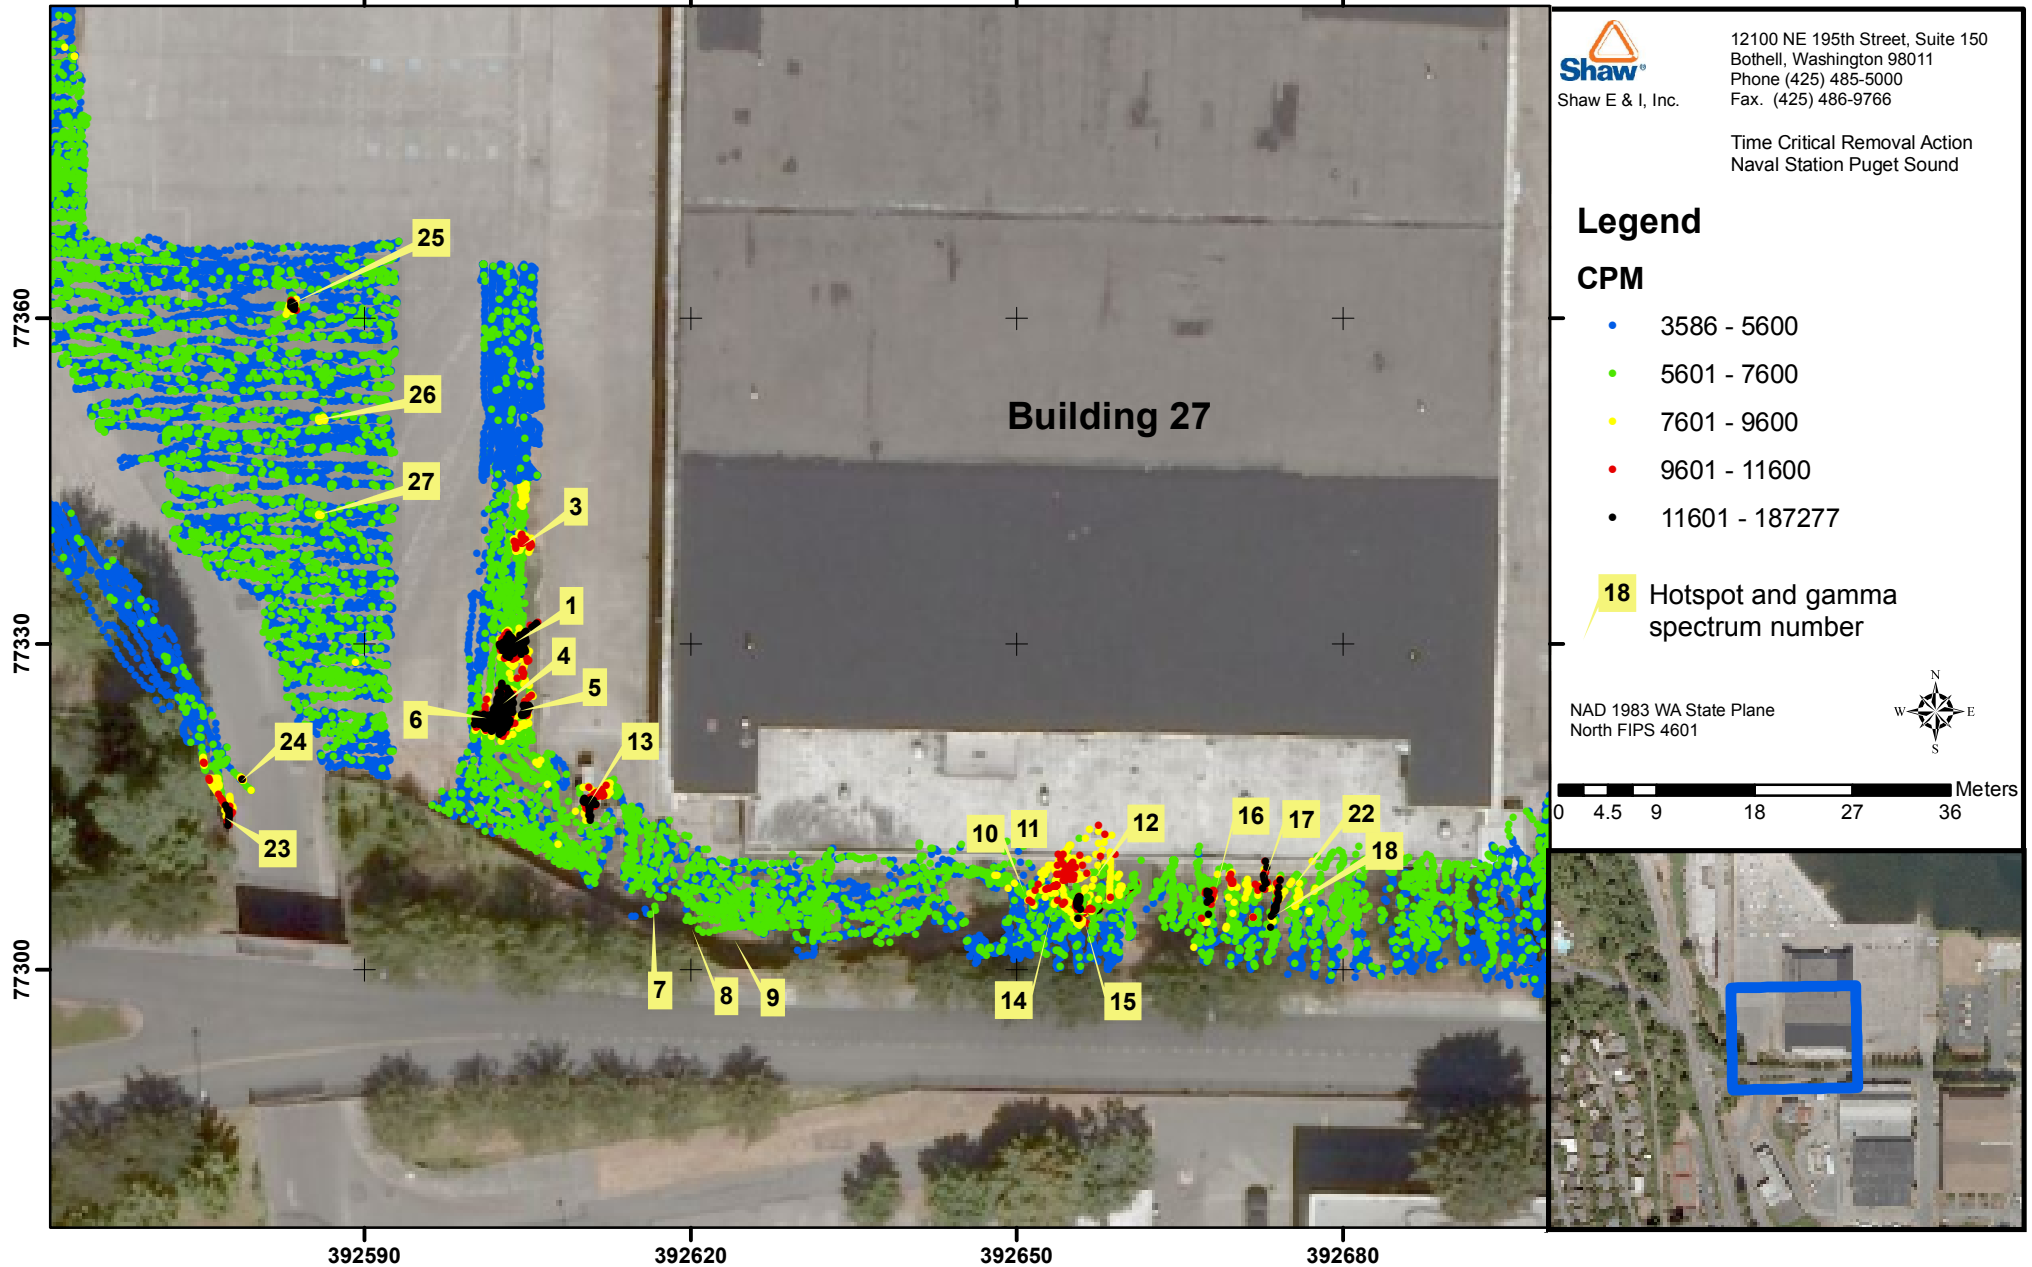 Shaw®
Shaw E & I, Inc.
12100 NE 195th Street, Suite 150
Bothell, Washington 98011
Phone (425) 485-5000
Fax. (425) 486-9766
Time Critical Removal Action
Naval Station Puget Sound
Legend
CPM
3586 - 5600
5601 - 7600
7601 - 9600
9601 - 11600
11601 - 187277
18 Hotspot and gamma
spectrum number
NAD 1983 WA State Plane
North FIPS 4601
N
W E
S
Meters
0 4.5 9 18 27 36
Building 27
25
26
27
3
1
4
5
6
24
13
23
10
11
12
16
17
22
18
7
8
9
14
15
77360
77330
77300
392590
392620
392650
392680